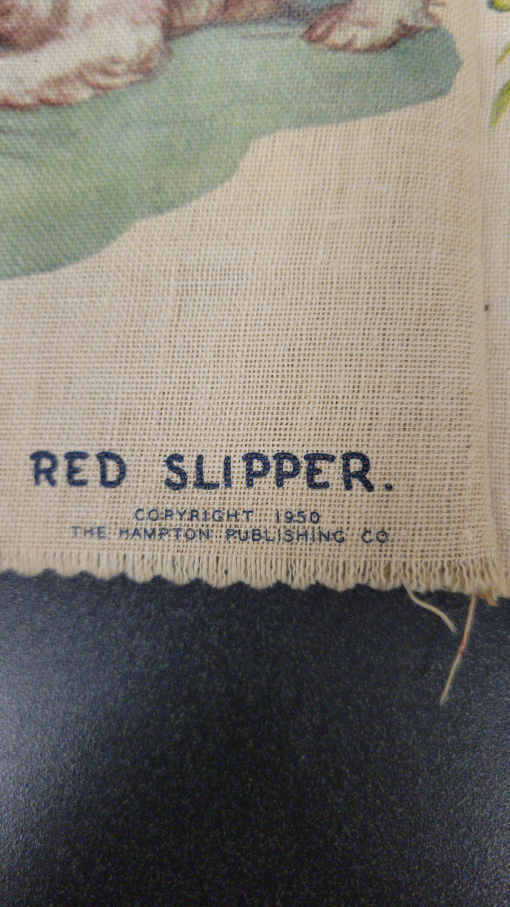 RED SLIPPER.
COPYRIGHT 1950
THE HAMPTON PUBLISHING CO.